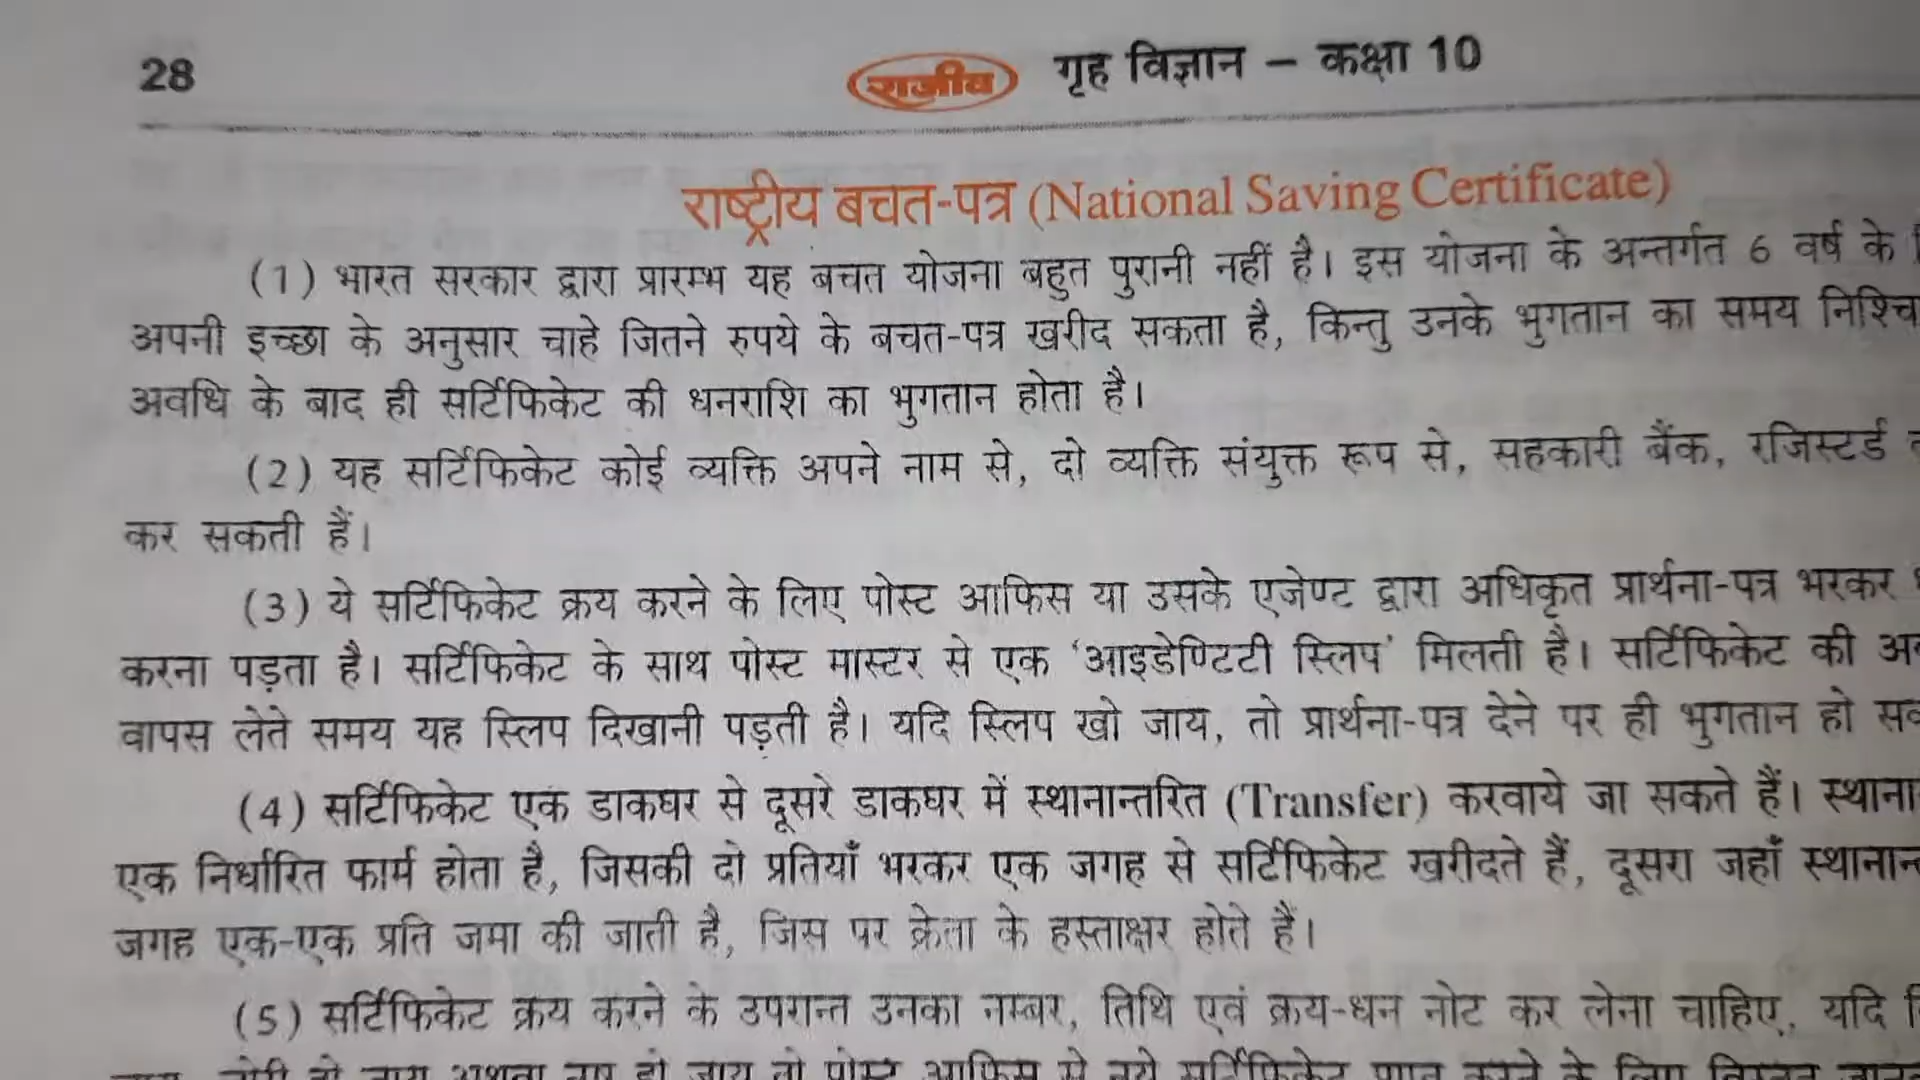 28
राजीव गृह विज्ञान – कक्षा 10
राष्ट्रीय बचत-पत्र (National Saving Certificate)
(1) भारत सरकार द्वारा प्रारम्भ यह बचत योजना बहुत पुरानी नहीं है। इस योजना के अन्तर्गत 6 वर्ष के
अपनी इच्छा के अनुसार चाहे जितने रुपये के बचत-पत्र खरीद सकता है, किन्तु उनके भुगतान का समय
अवधि के बाद ही सर्टिफिकेट की धनराशि का भुगतान होता है।
(2) यह सर्टिफिकेट कोई व्यक्ति अपने नाम से, दो व्यक्ति संयुक्त रूप से, सहकारी बैंक, रजिस्टर्ड
कर सकती हैं।
(3) ये सर्टिफिकेट क्रय करने के लिए पोस्ट आफिस या उसके एजेण्ट द्वारा अधिकृत प्रार्थना-पत्र भरकर
करना पड़ता है। सर्टिफिकेट के साथ पोस्ट मास्टर से एक ‘आइडेण्टिटी स्लिप’ मिलती है। सर्टिफिकेट की
वापस लेते समय यह स्लिप दिखानी पड़ती है। यदि स्लिप खो जाय, तो प्रार्थना-पत्र देने पर ही भुगतान हो
(4) सर्टिफिकेट एक डाकघर से दूसरे डाकघर में स्थानान्तरित (Transfer) करवाये जा सकते हैं।
एक निर्धारित फार्म होता है, जिसकी दो प्रतियाँ भरकर एक जगह से सर्टिफिकेट खरीदते हैं, दूसरा जहाँ
जगह एक-एक प्रति जमा की जाती है, जिस पर क्रेता के हस्ताक्षर होते हैं।
(5) सर्टिफिकेट क्रय करने के उपरान्त उनका नम्बर, तिथि एवं क्रय-धन नोट कर लेना चाहिए, यदि